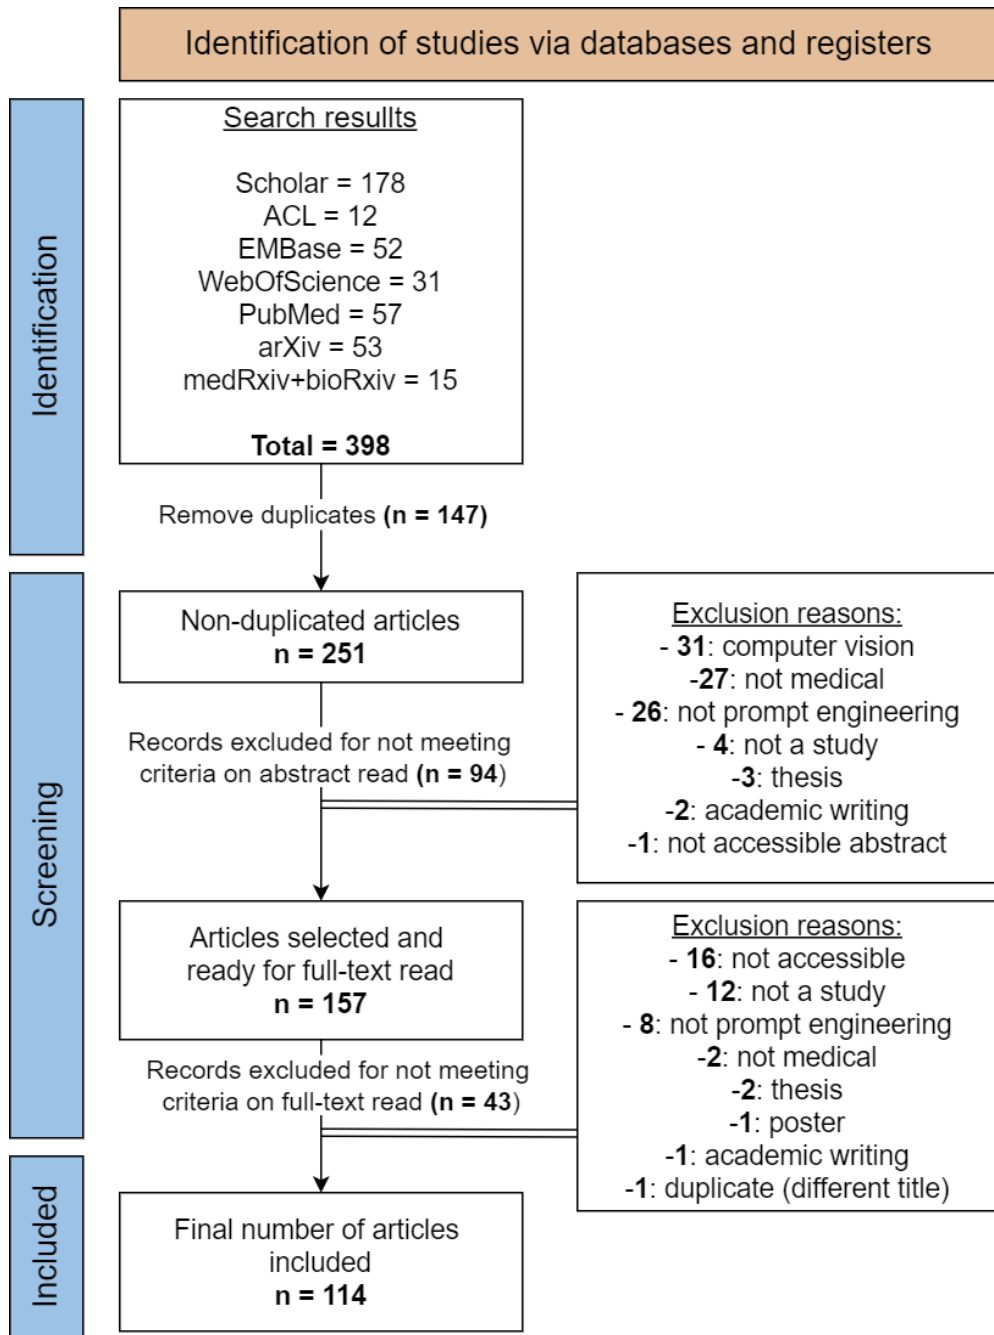 Identification of studies via databases and registers
Identification
Search resullts
Scholar = 178
ACL = 12
EMBase = 52
WebOfScience = 31
PubMed = 57
arXiv = 53
medRxiv+bioRxiv = 15
Total = 398
Remove duplicates (n = 147)
Screening
Non-duplicated articles
n = 251
Records excluded for not meeting
criteria on abstract read (n = 94)
Exclusion reasons:
- 31: computer vision
-27: not medical
- 26: not prompt engineering
- 4: not a study
-3: thesis
-2: academic writing
-1: not accessible abstract
Articles selected and
ready for full-text read
n = 157
Records excluded for not meeting
criteria on full-text read (n = 43)
Exclusion reasons:
- 16: not accessible
- 12: not a study
- 8: not prompt engineering
-2: not medical
-2: thesis
-1: poster
-1: academic writing
-1: duplicate (different title)
Included
Final number of articles
included
n = 114